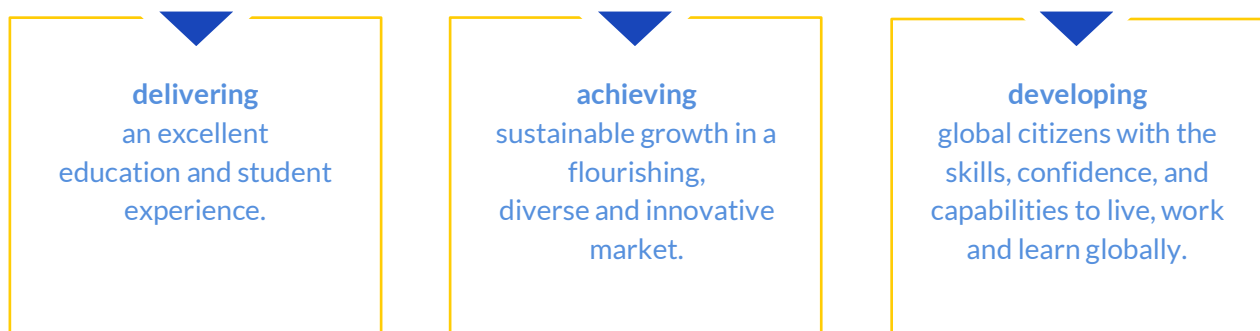 delivering
an excellent
education and student
experience.
achieving
sustainable growth in a
flourishing,
diverse and innovative
market.
developing
global citizens with the
skills, confidence, and
capabilities to live, work
and learn globally.